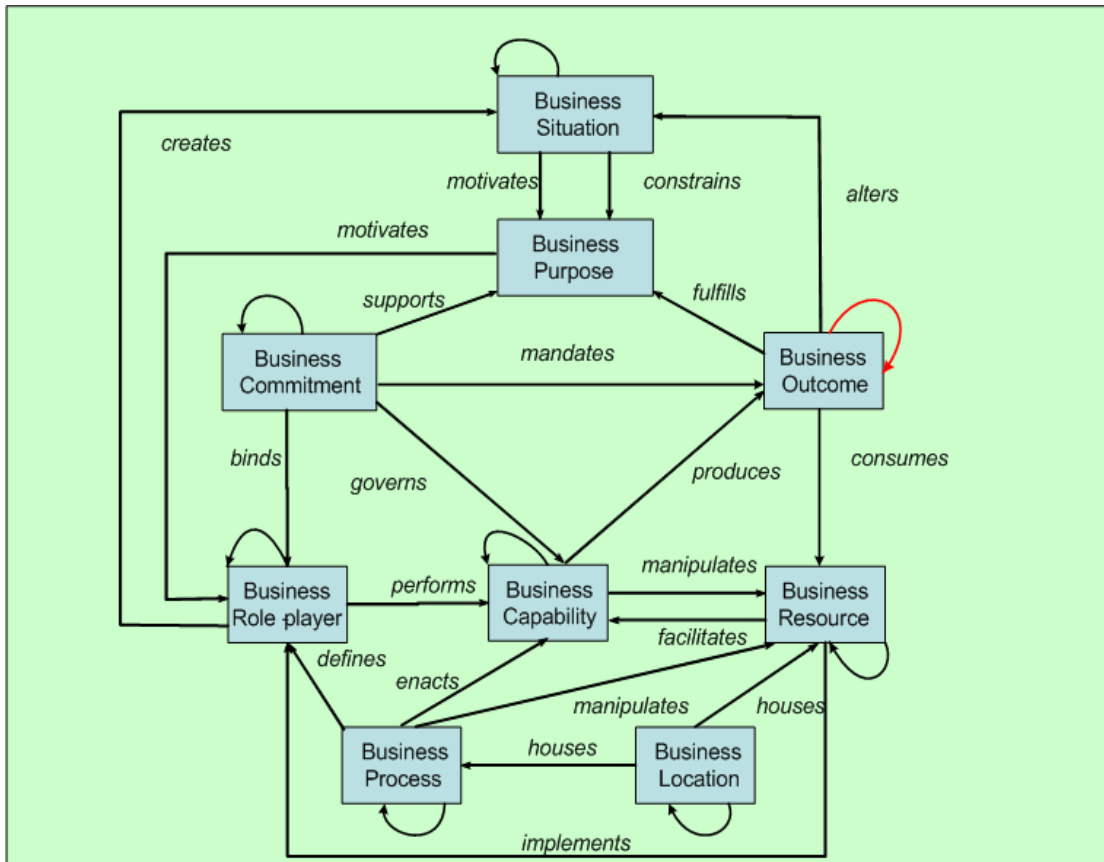 Business
Situation
creates
motivates
constrains
alters
motivates
Business
Purpose
supports
fulfills
Business
Commitment
mandates
Business
Outcome
binds
governs
produces
consumes
Business
Role -player
performs
Business
Capability
manipulates
Business
Resource
facilitates
defines
enacts
manipulates
houses
Business
Process
houses
Business
Location
implements